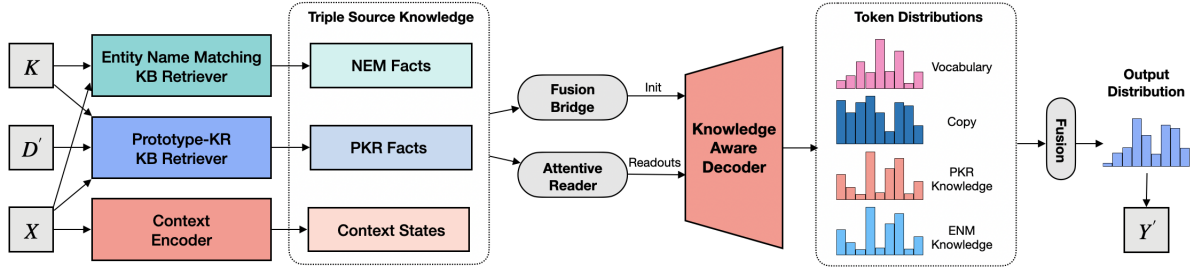 K
D′
X
Entity Name Matching
KB Retriever
Prototype-KR
KB Retriever
Context
Encoder
Triple Source Knowledge
NEM Facts
PKR Facts
Context States
Fusion
Bridge
Attentive
Reader
Init
Readouts
Knowledge
Aware
Decoder
Token Distributions
Vocabulary
Copy
PKR
Knowledge
ENM
Knowledge
Fusion
Output
Distribution
Y′